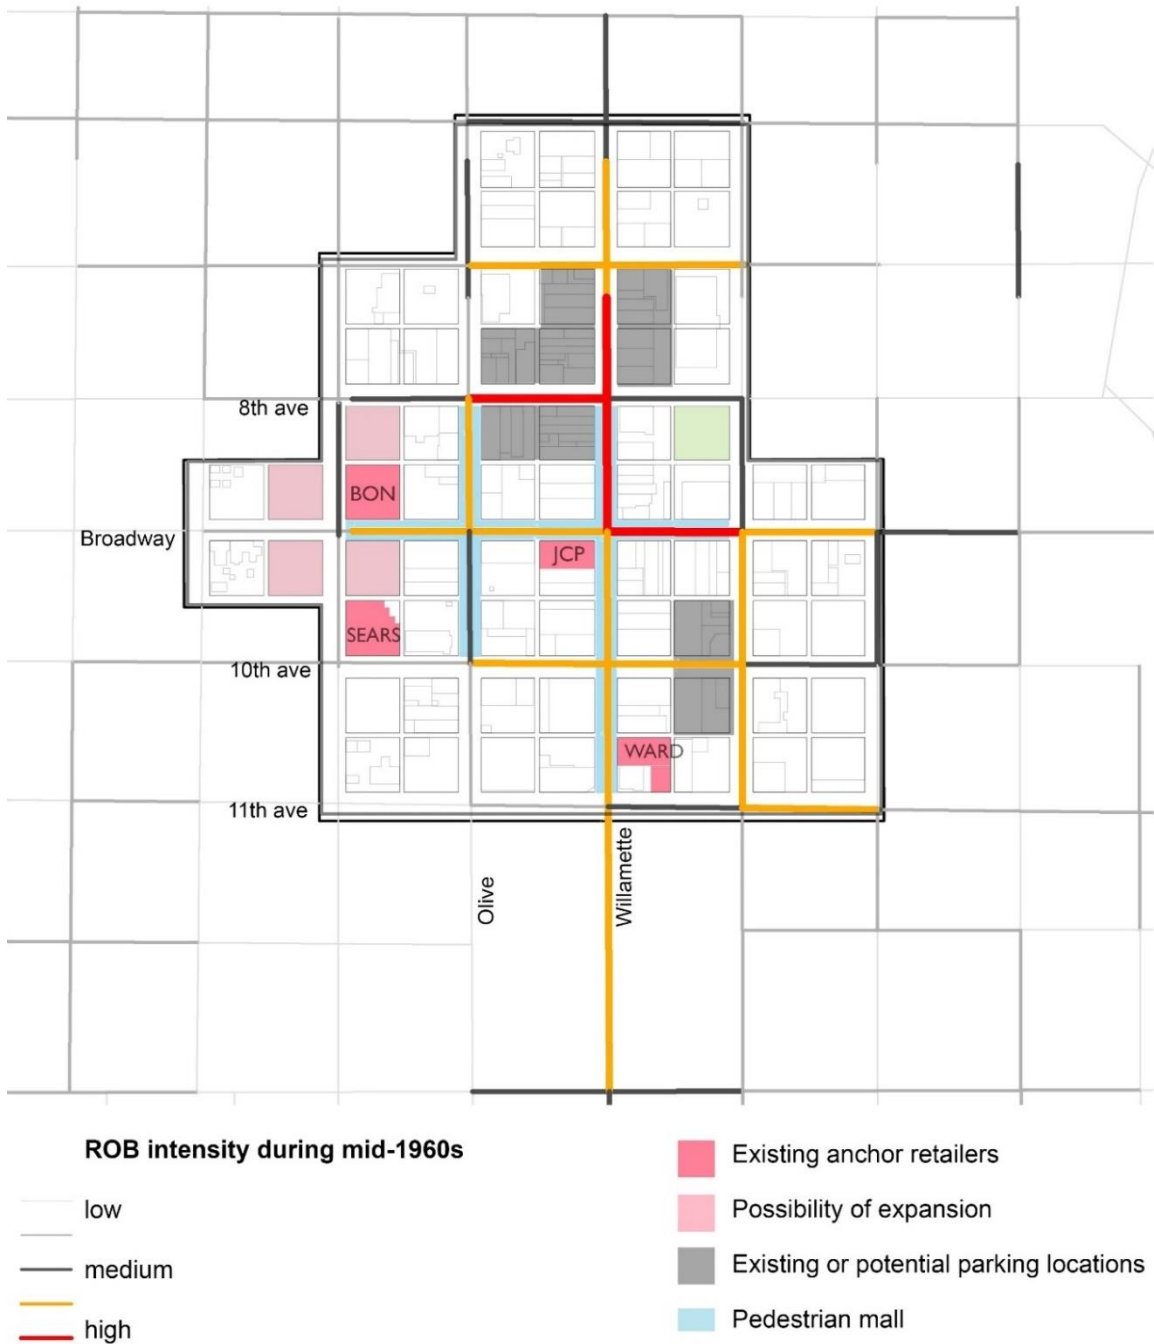 8th ave
BON
Broadway
JCP
SEARS
10th ave
WARD
11th ave
Olive
Willamette
ROB intensity during mid-1960s
low
medium
high
Existing anchor retailers
Possibility of expansion
Existing or potential parking locations
Pedestrian mall